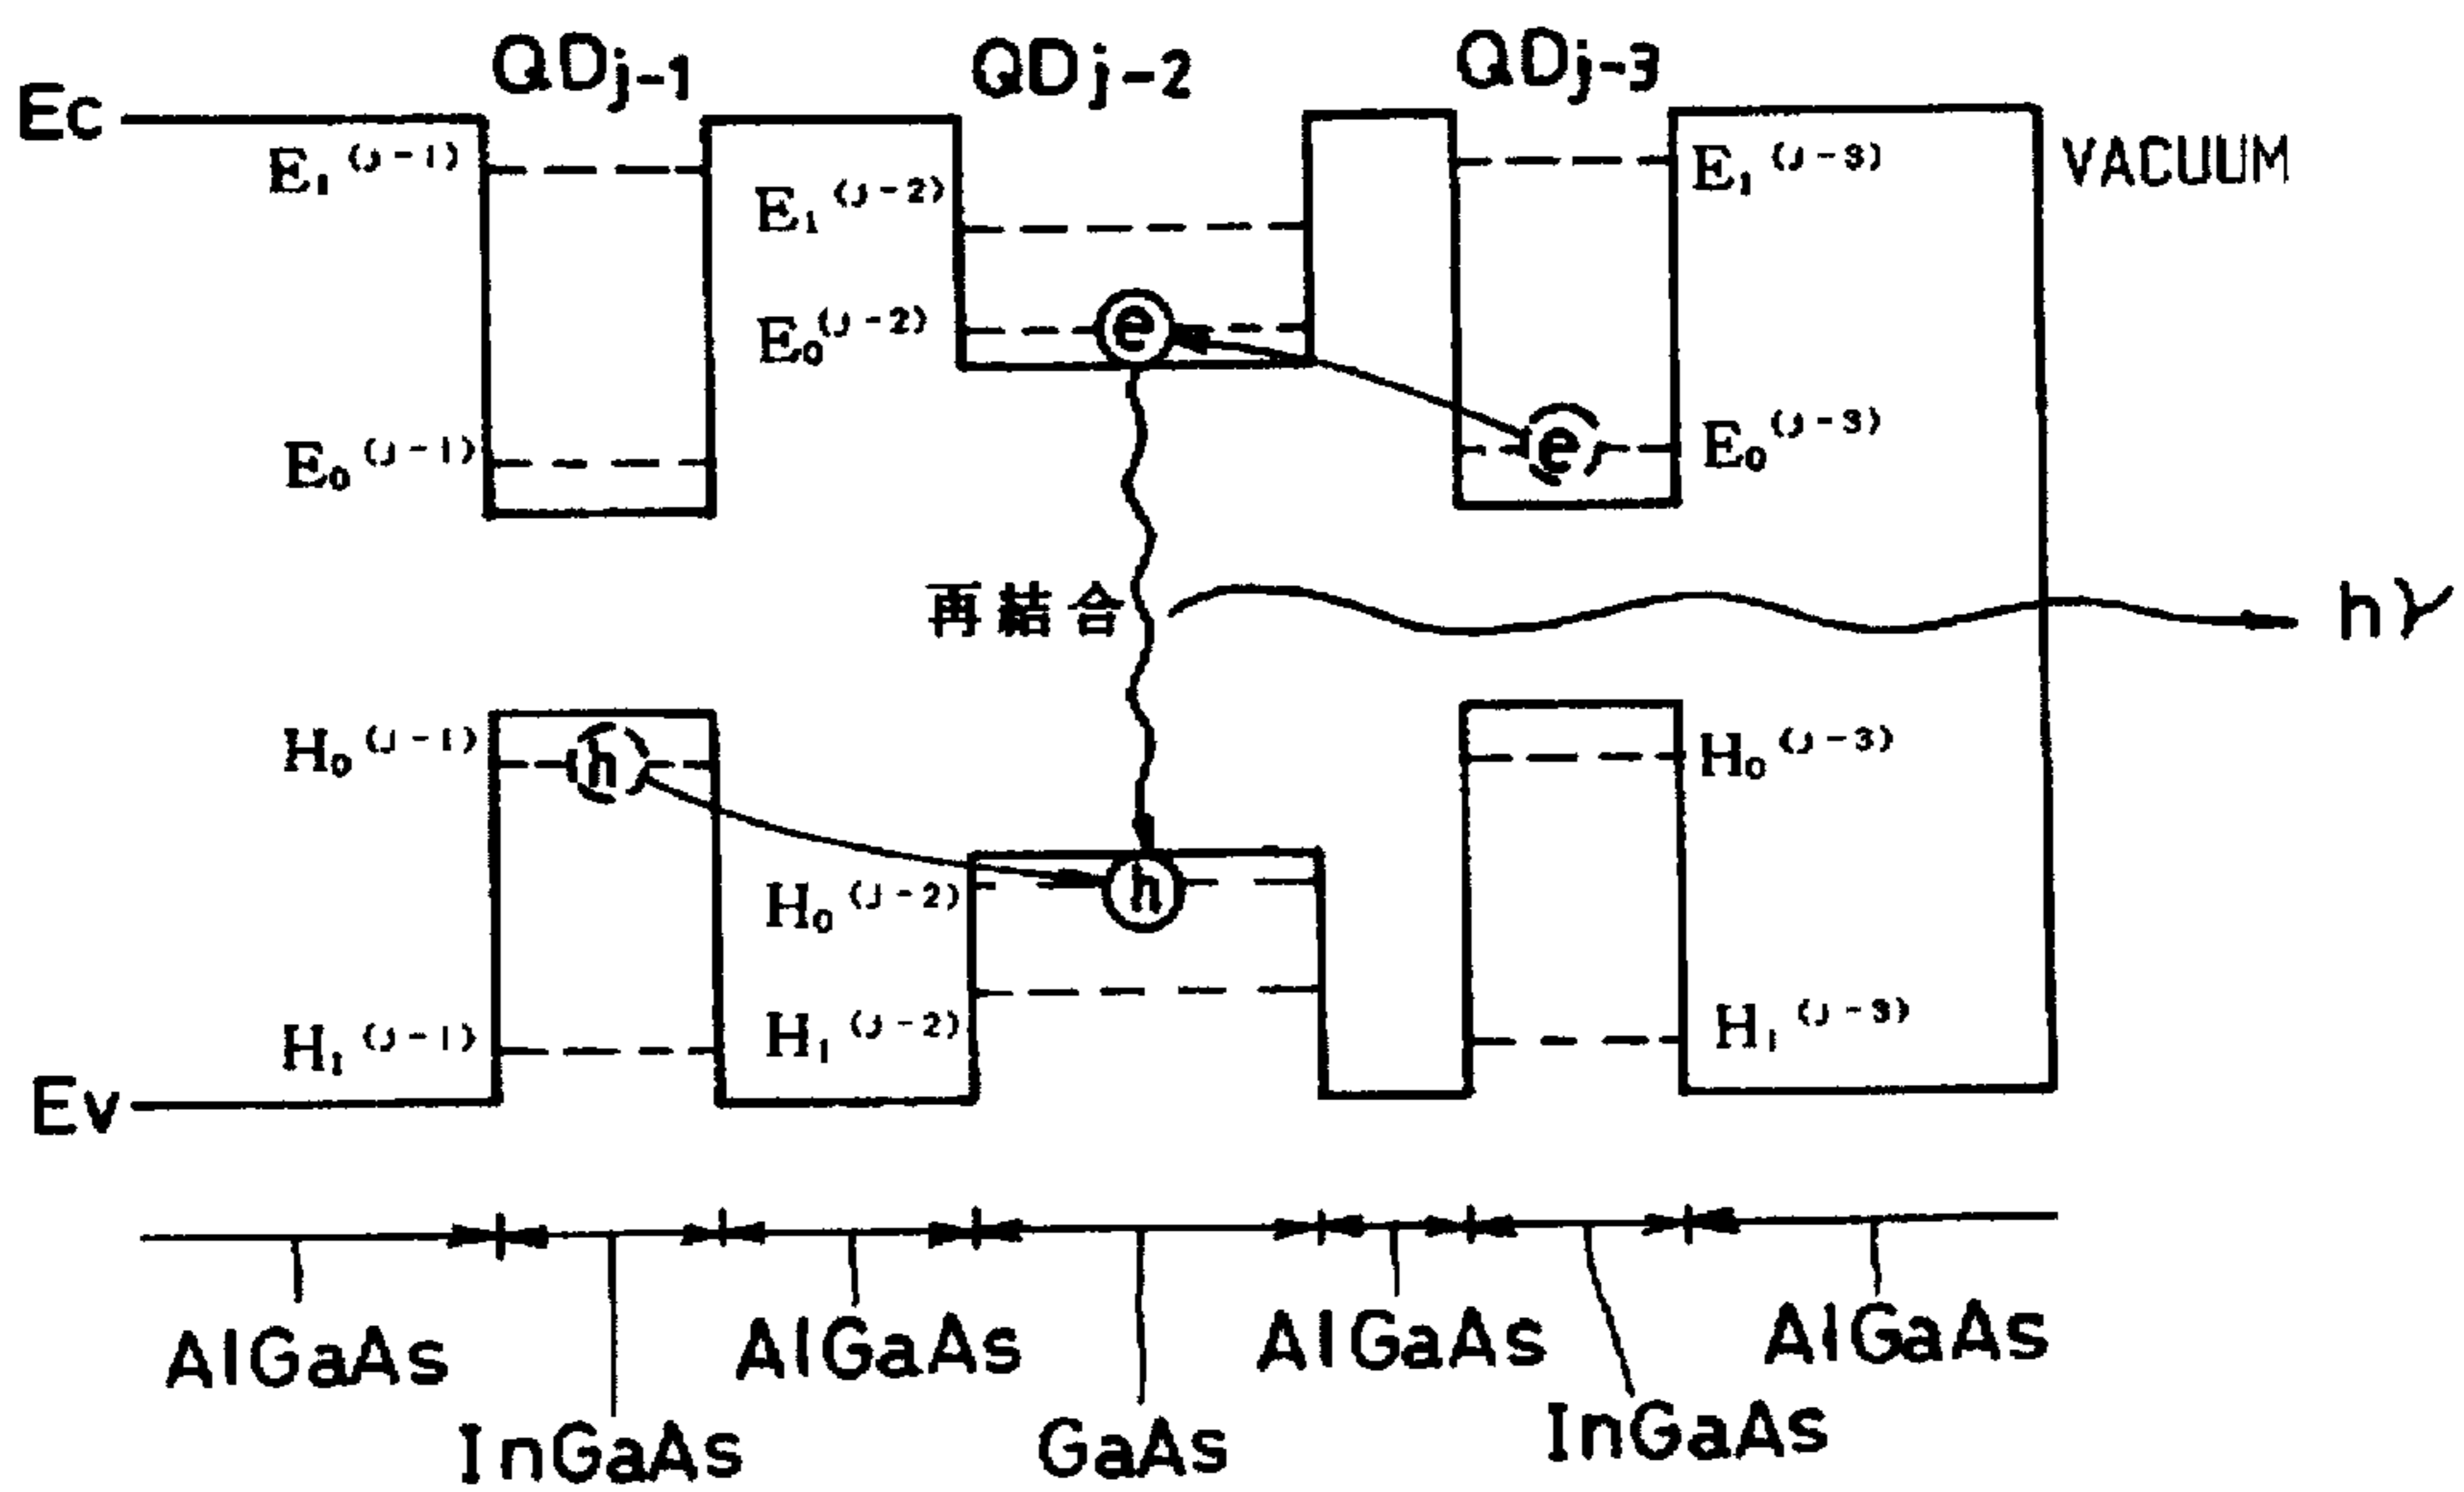 QDj-1 QDj-2 QDj-3
Ec
E1(j-1) E1(j-2) E1(j-3) VACUUM
E0(j-2)
E0(j-1) e e E0(j-3)
再結合 hγ
H0(j-1) h H0(j-3)
H0(j-2) h
H1(j-1) H1(j-2) H1(j-3)
Ev
AlGaAs AlGaAs AlGaAs AlGaAs
InGaAs GaAs InGaAs